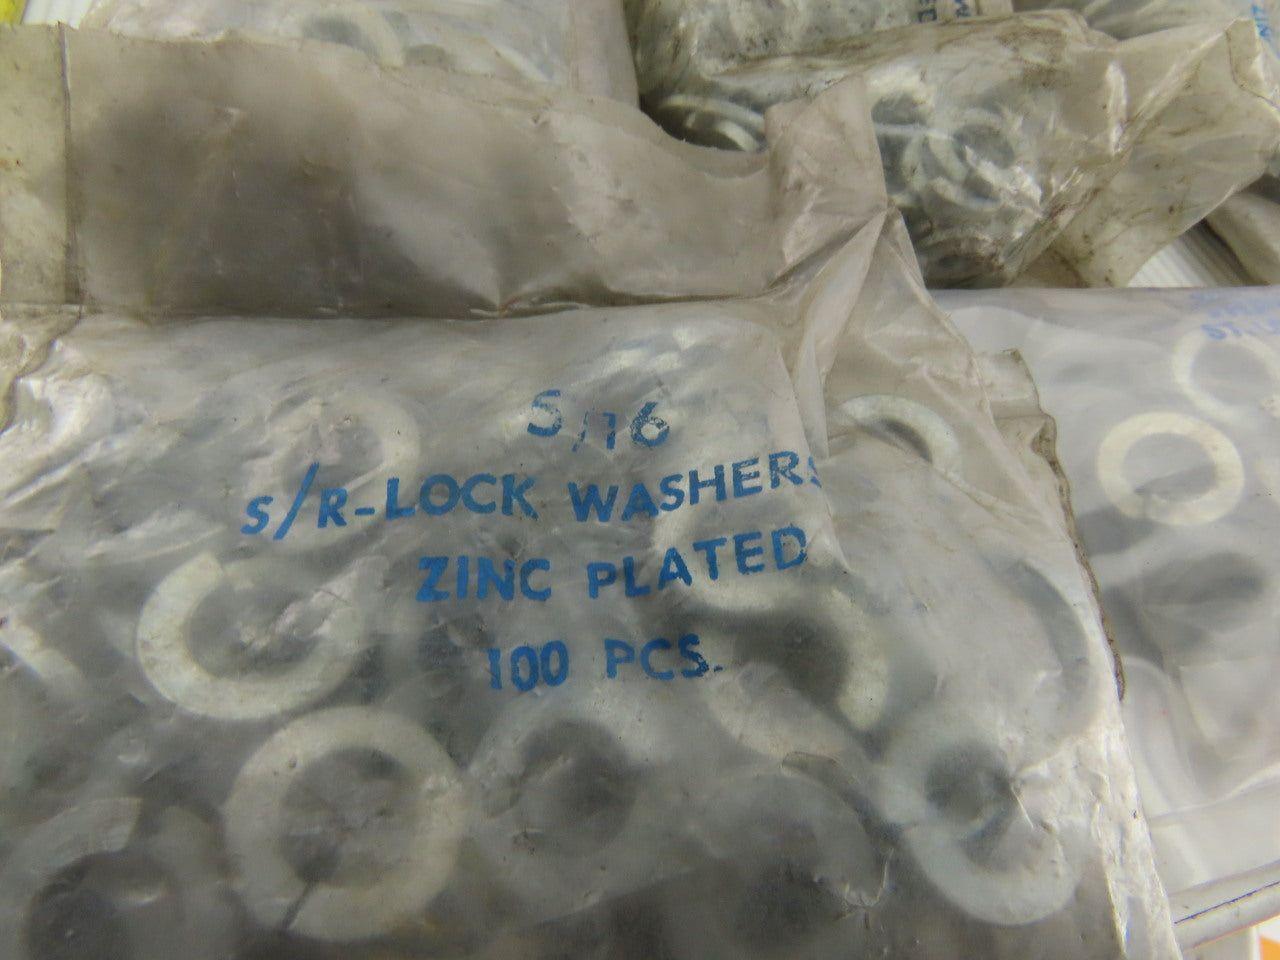 5/16
S/R-LOCK WASHERS
ZINC PLATED
100 PCS.